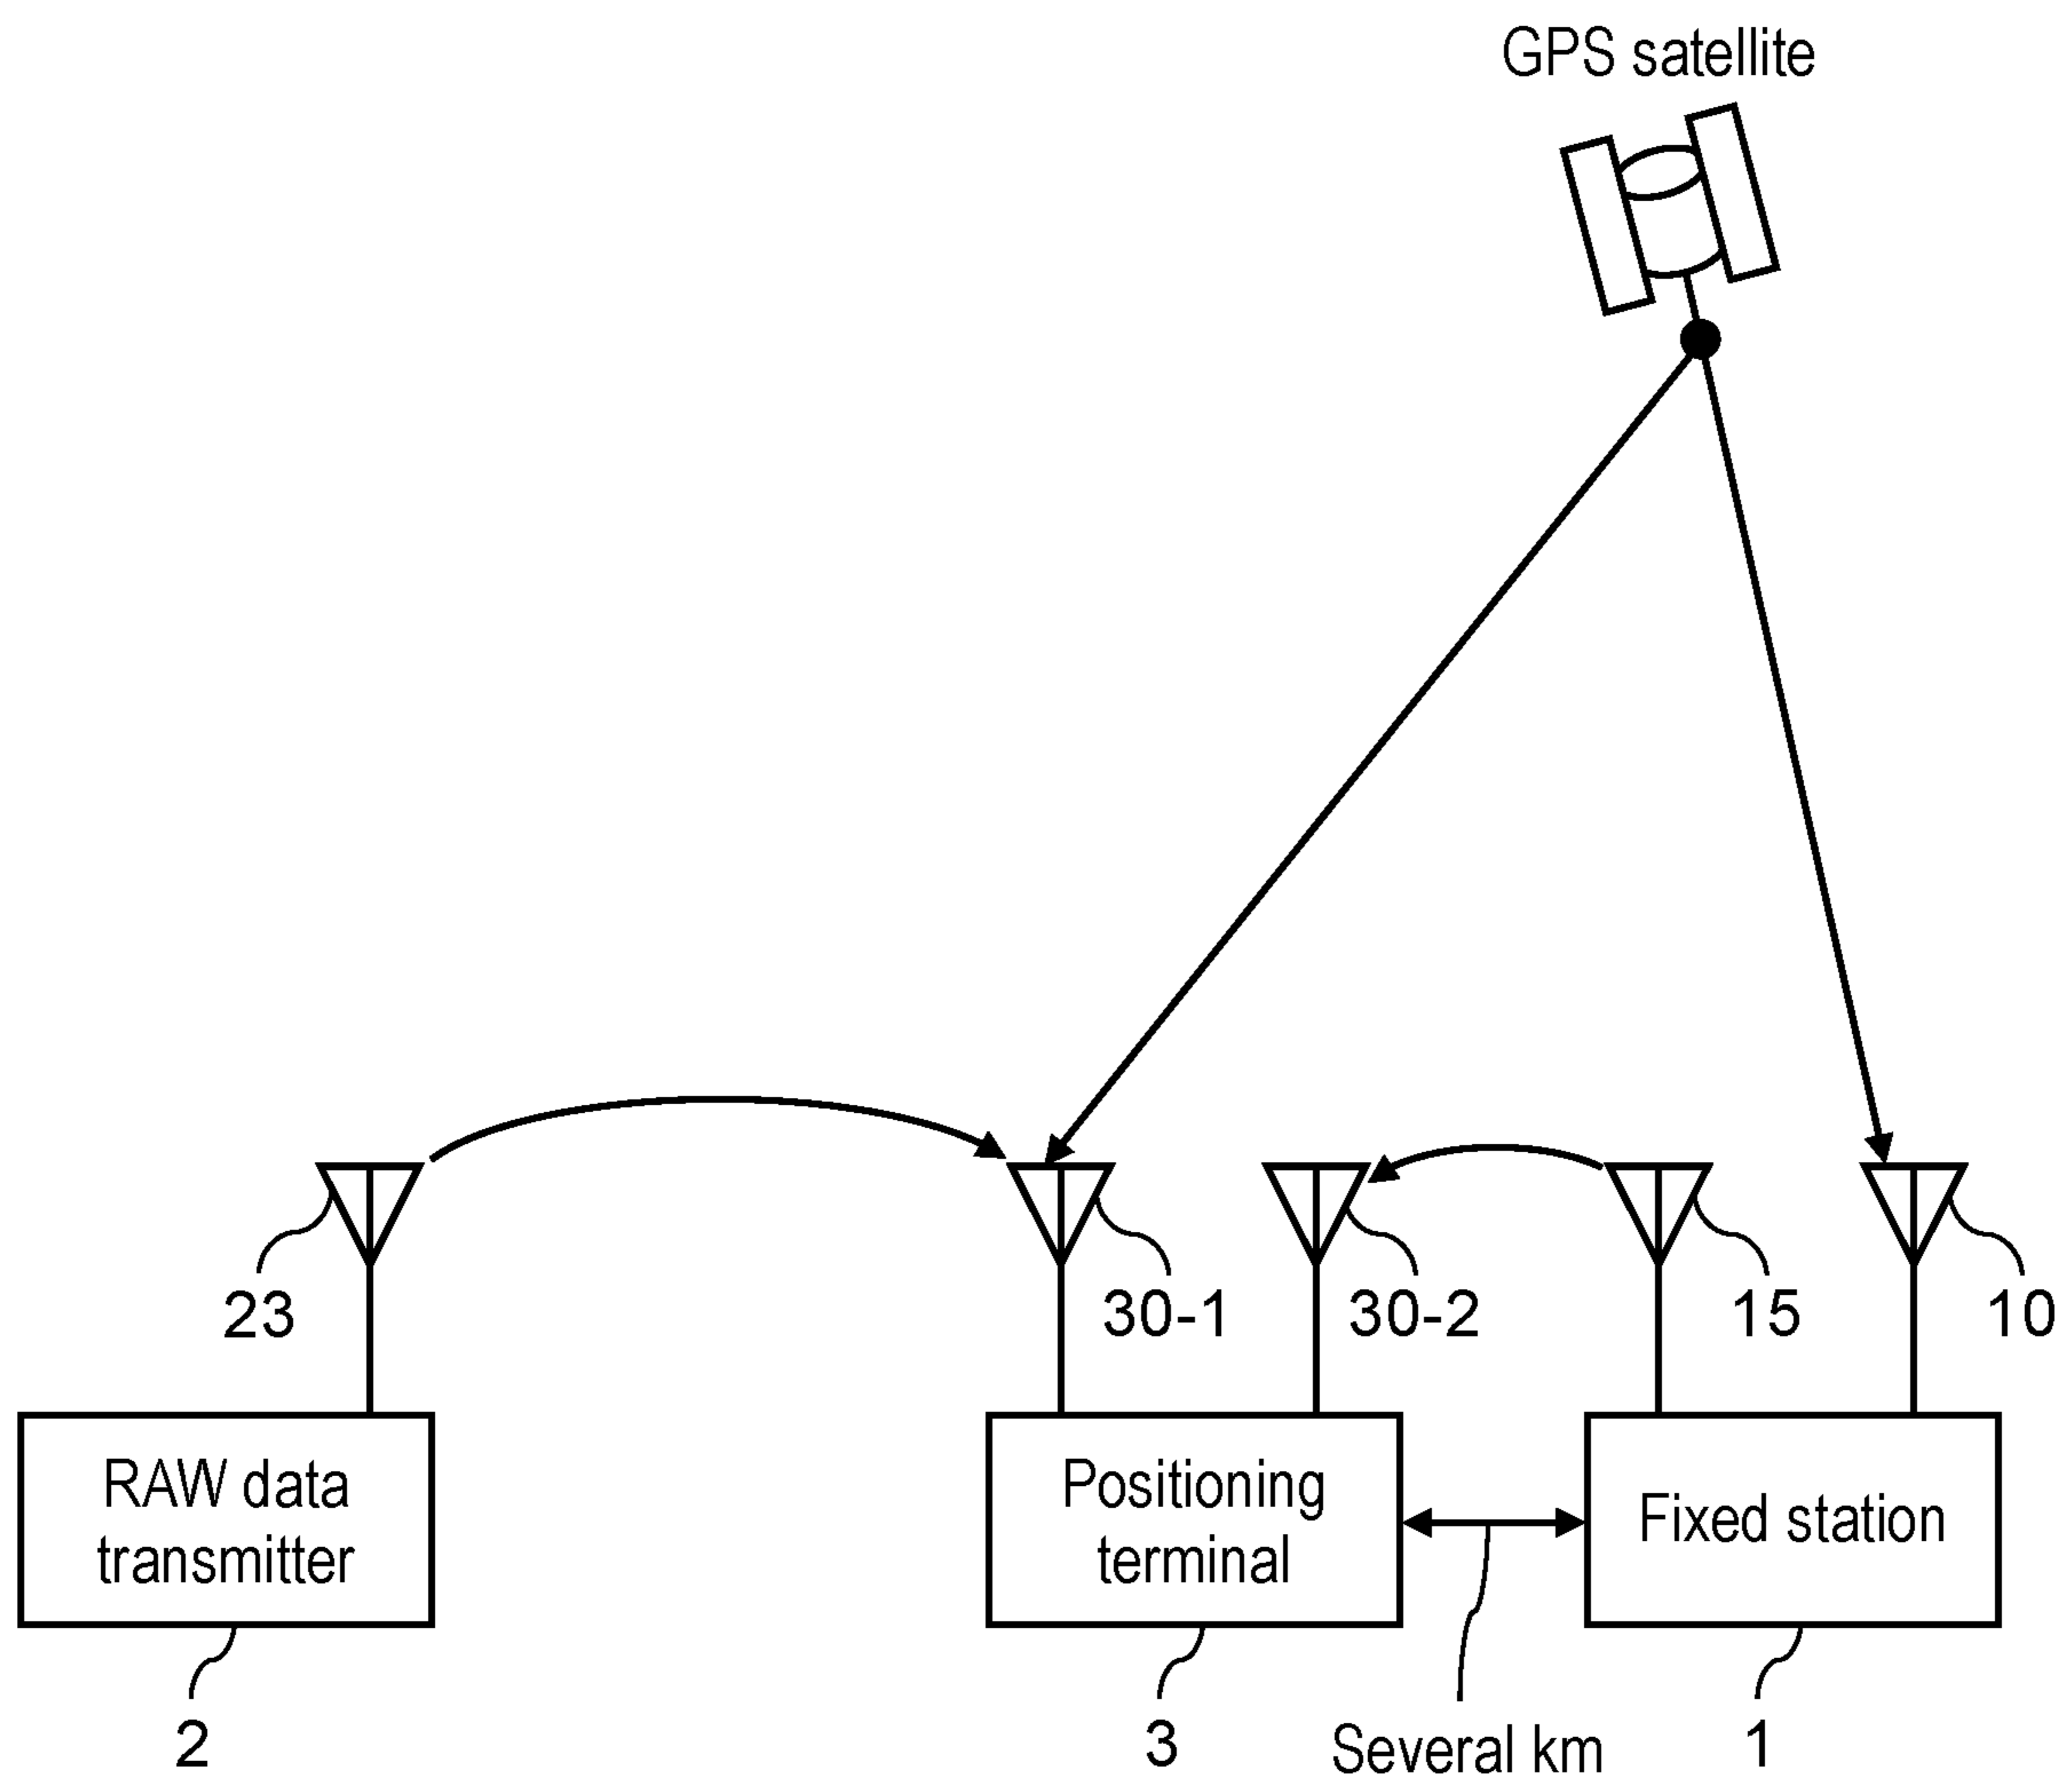 GPS satellite
23
30-1
30-2
15
10
RAW data
transmitter
Positioning
terminal
Fixed station
2
3
Several km
1